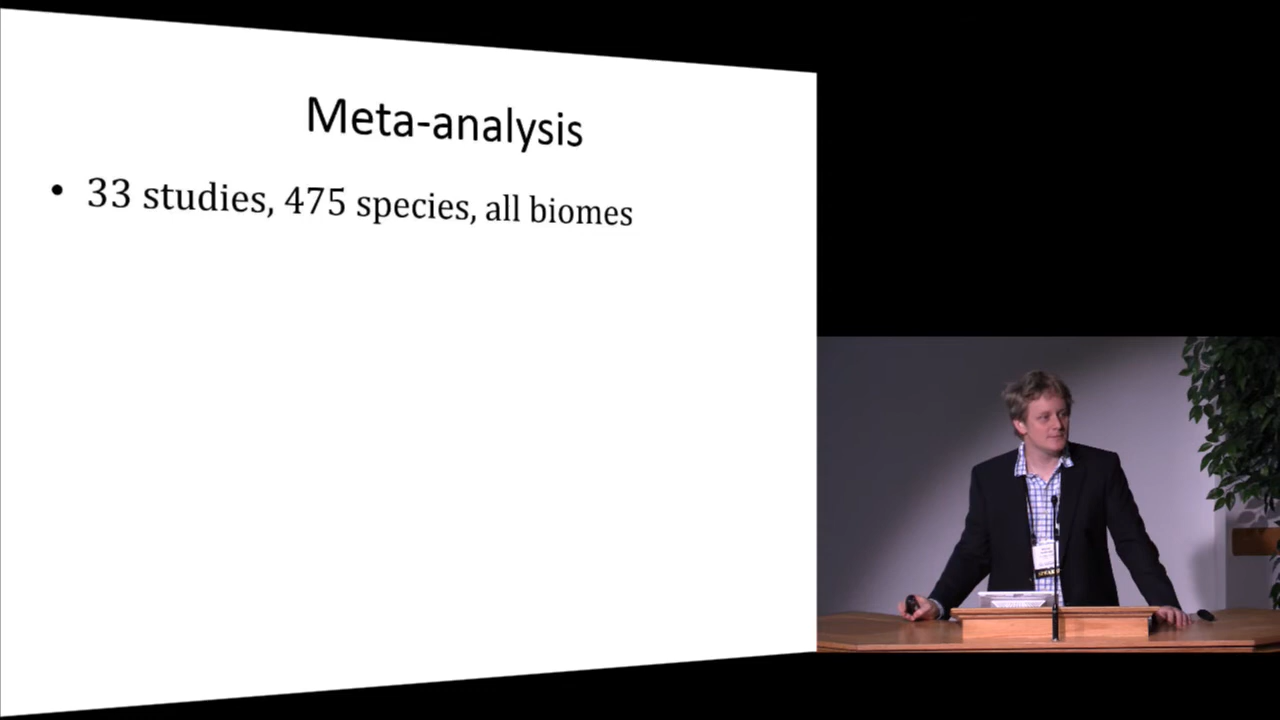 Meta-analysis
• 33 studies, 475 species, all biomes